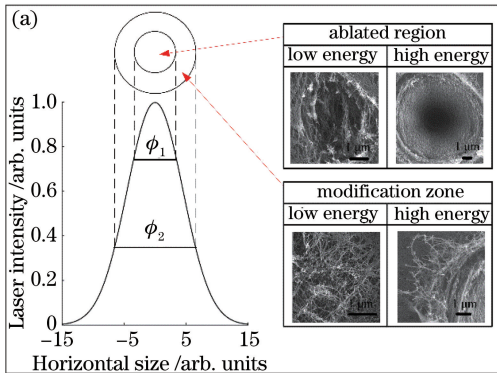 (a)
1.0
0.8
0.6
0.4
0.2
0
Laser intensity /arb. units
ϕ1
ϕ2
−15 −5 5 15
Horizontal size /arb. units
ablated region
low energy high energy
1 μm 1 μm
modification zone
low energy high energy
1 μm 1 μm